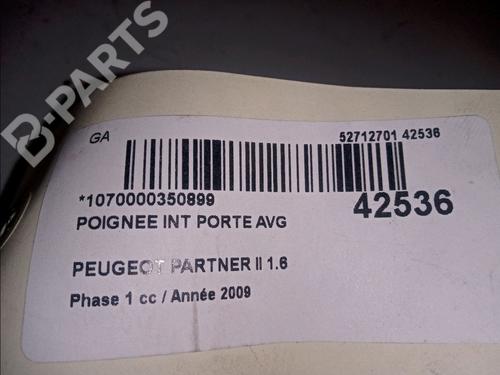 B-PARTS
GA
52712701 42536
*1070000350899
42536
POIGNEE INT PORTE AVG
PEUGEOT PARTNER II 1.6
Phase 1 cc / Année 2009